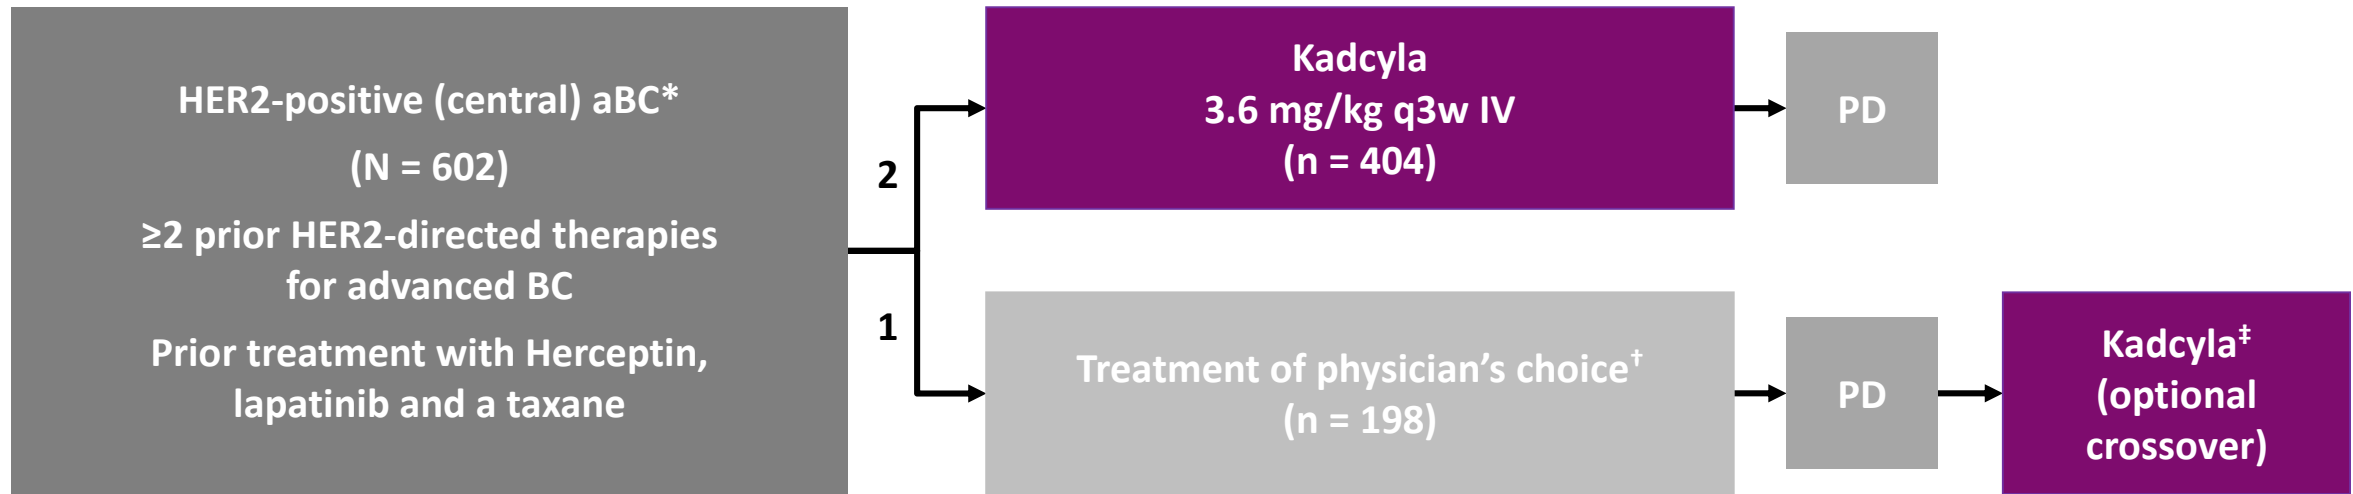 HER2-positive (central) aBC*
(N = 602)
≥2 prior HER2-directed therapies
for advanced BC
Prior treatment with Herceptin,
lapatinib and a taxane
2
1
Kadcyla
3.6 mg/kg q3w IV
(n = 404)
PD
Treatment of physician’s choice†
(n = 198)
PD
Kadcyla‡
(optional
crossover)